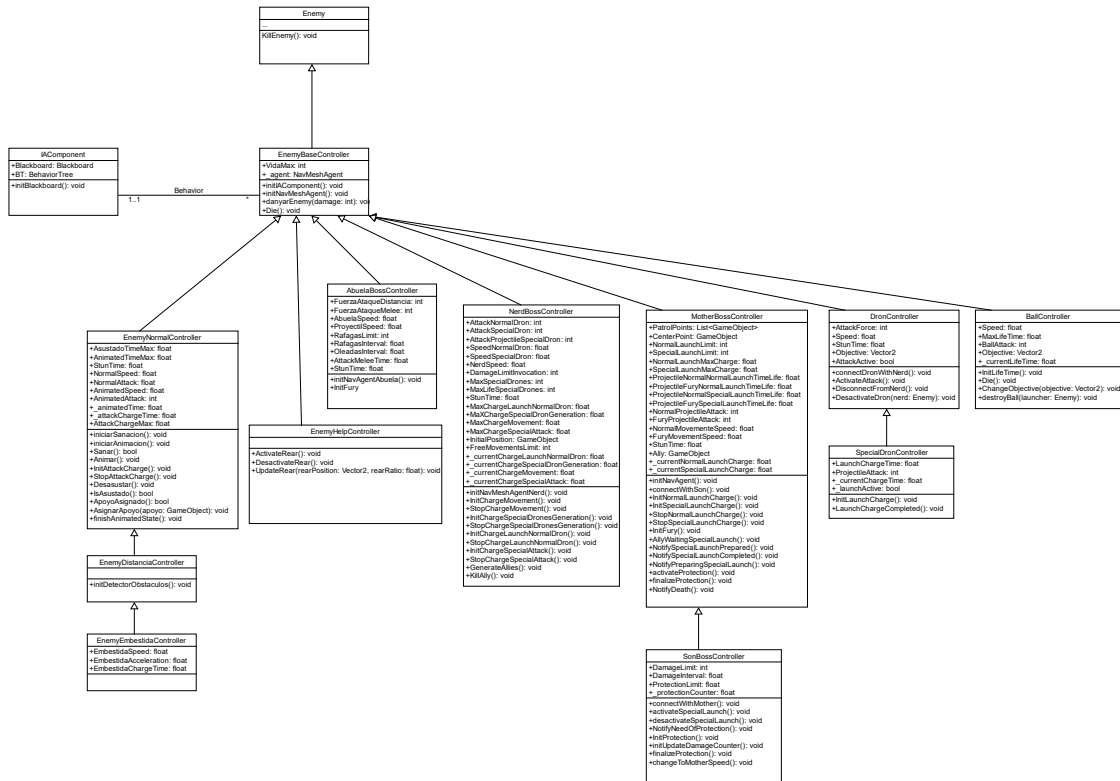 Enemy
...
KillEnemy(): void
IAComponent
+Blackboard: Blackboard
+BT: BehaviorTree
+initBlackboard(): void
Behavior
1..1
*
EnemyBaseController
+VidaMax: int
+_agent: NavMeshAgent
+initIAComponent(): void
+initNavMeshAgent(): void
+danyarEnemy(damage: int): void
+Die(): void
EnemyNormalController
+AsustadoTimeMax: float
+AnimatedTimeMax: float
+StunTime: float
+NormalSpeed: float
+NormalAttack: float
+AnimatedSpeed: float
+AnimatedAttack: int
+_animatedTime: float
+_attackChargeTime: float
+AttackChargeMax: float
+iniciarSanacion(): void
+iniciarAnimacion(): void
+Sanar(): bool
+Animar(): void
+InitAttackCharge(): void
+StopAttackCharge(): void
+Desasustar(): void
+IsAsustado(): bool
+ApoyoAsignado(): bool
+AsignarApoyo(apoyo: GameObject): void
+finishAnimatedState(): void
EnemyDistanciaController
+initDetectorObstaculos(): void
EnemyEmbestidaController
+EmbestidaSpeed: float
+EmbestidaAcceleration: float
+EmbestidaChargeTime: float
EnemyHelpController
+ActivateRear(): void
+DesactivateRear(): void
+UpdateRear(rearPosition: Vector2, rearRatio: float): void
AbuelaBossController
+FuerzaAtaqueDistancia: int
+FuerzaAtaqueMelee: int
+AbuelaSpeed: float
+ProyectilSpeed: float
+RafagasLimit: int
+RafagasInterval: float
+OleadasInterval: float
+AttackMeleeTime: float
+StunTime: float
+initNavAgentAbuela(): void
+InitFury
NerdBossController
+AttackNormalDron: int
+AttackSpecialDron: int
+AttackProjectileSpecialDron: int
+SpeedNormalDron: float
+SpeedSpecialDron: float
+NerdSpeed: float
+DamageLimitInvocation: int
+MaxSpecialDrones: int
+MaxLifeSpecialDrones: int
+StunTime: float
+MaxChargeLaunchNormalDron: float
+MaXChargeSpecialDronGeneration: float
+MaxChargeMovement: float
+MaxChargeSpecialAttack: float
+InitialPosition: GameObject
+FreeMovementsLimit: int
+_currentChargeLaunchNormalDron: float
+_currentChargeSpecialDronGeneration: float
+_currentChargeMovement: float
+_currentChargeSpecialAttack: float
+initNavMeshAgentNerd(): void
+InitChargeMovement(): void
+StopChargeMovement(): void
+InitChargeSpecialDronesGeneration(): void
+StopChargeSpecialDronesGeneration(): void
+InitChargeLaunchNormalDron(): void
+StopChargeLaunchNormalDron(): void
+InitChargeSpecialAttack(): void
+StopChargeSpecialAttack(): void
+GenerateAllies(): void
+KillAlly(): void
MotherBossController
+PatrolPoints: List<GameObject>
+CenterPoint: GameObject
+NormalLaunchLimit: int
+SpecialLaunchLimit: int
+NormalLaunchMaxCharge: float
+SpecialLaunchMaxCharge: float
+ProjectileNormalNormalLaunchTimeLife: float
+ProjectileFuryNormalLaunchTimeLife: float
+ProjectileNormalSpecialLaunchTimeLife: float
+ProjectileFurySpecialLaunchTimeLife: float
+NormalProjectileAttack: int
+FuryProjectileAttack: int
+NormalMovementeSpeed: float
+FuryMovementSpeed: float
+StunTime: float
+Ally: GameObject
+_currentNormalLaunchCharge: float
+_currentSpecialLaunchCharge: float
+initNavAgent(): void
+connectWithSon(): void
+InitNormalLaunchCharge(): void
+InitSpecialLaunchCharge(): void
+StopNormalLaunchCharge(): void
+StopSpecialLaunchCharge(): void
+InitFury(): void
+AllyWaitingSpecialLaunch(): void
+NotifySpecialLaunchPrepared(): void
+NotifySpecialLaunchCompleted(): void
+NotifyPreparingSpecialLaunch(): void
+activateProtection(): void
+finalizeProtection(): void
+NotifyDeath(): void
SonBossController
+DamageLimit: int
+DamageInterval: float
+ProtectionLimit: float
+_protectionCounter: float
+connectWithMother(): void
+activateSpecialLaunch(): void
+desactivateSpecialLaunch(): void
+NotifyNeedOfProtection(): void
+InitProtection(): void
+initUpdateDamageCounter(): void
+finalizeProtection(): void
+changeToMotherSpeed(): void
DronController
+AttackForce: int
+Speed: float
+StunTime: float
+Objective: Vector2
+AttackActive: bool
+connectDronWithNerd(): void
+ActivateAttack(): void
+DisconnectFromNerd(): void
+DesactivateDron(nerd: Enemy): void
SpecialDronController
+LaunchChargeTime: float
+ProjectileAttack: int
+_currentChargeTime: float
+_launchActive: bool
+InitLaunchCharge(): void
+LaunchChargeCompleted(): void
BallController
+Speed: float
+MaxLifeTime: float
+BallAttack: int
+Objective: Vector2
+_currentLifeTime: float
+InitLifeTime(): void
+Die(): void
+ChangeObjective(objective: Vector2): void
+destroyBall(launcher: Enemy): void